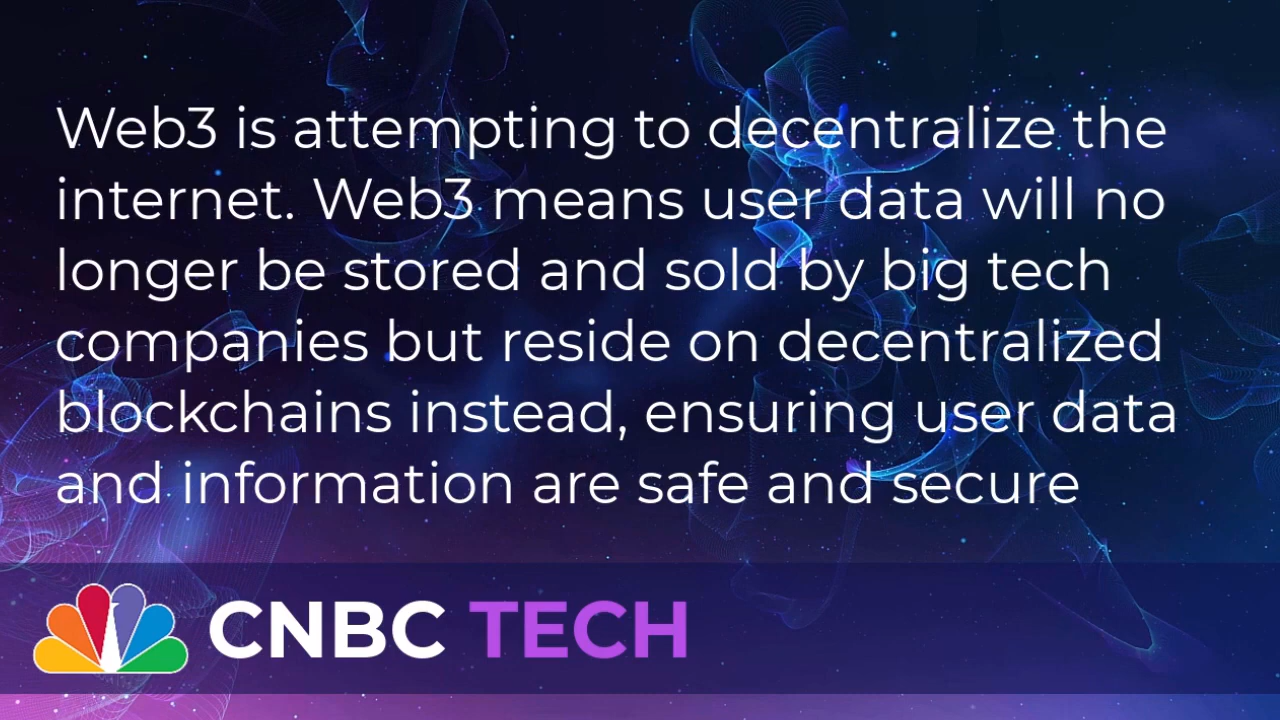 Web3 is attempting to decentralize the
internet. Web3 means user data will no
longer be stored and sold by big tech
companies but reside on decentralized
blockchains instead, ensuring user data
and information are safe and secure
CNBC TECH